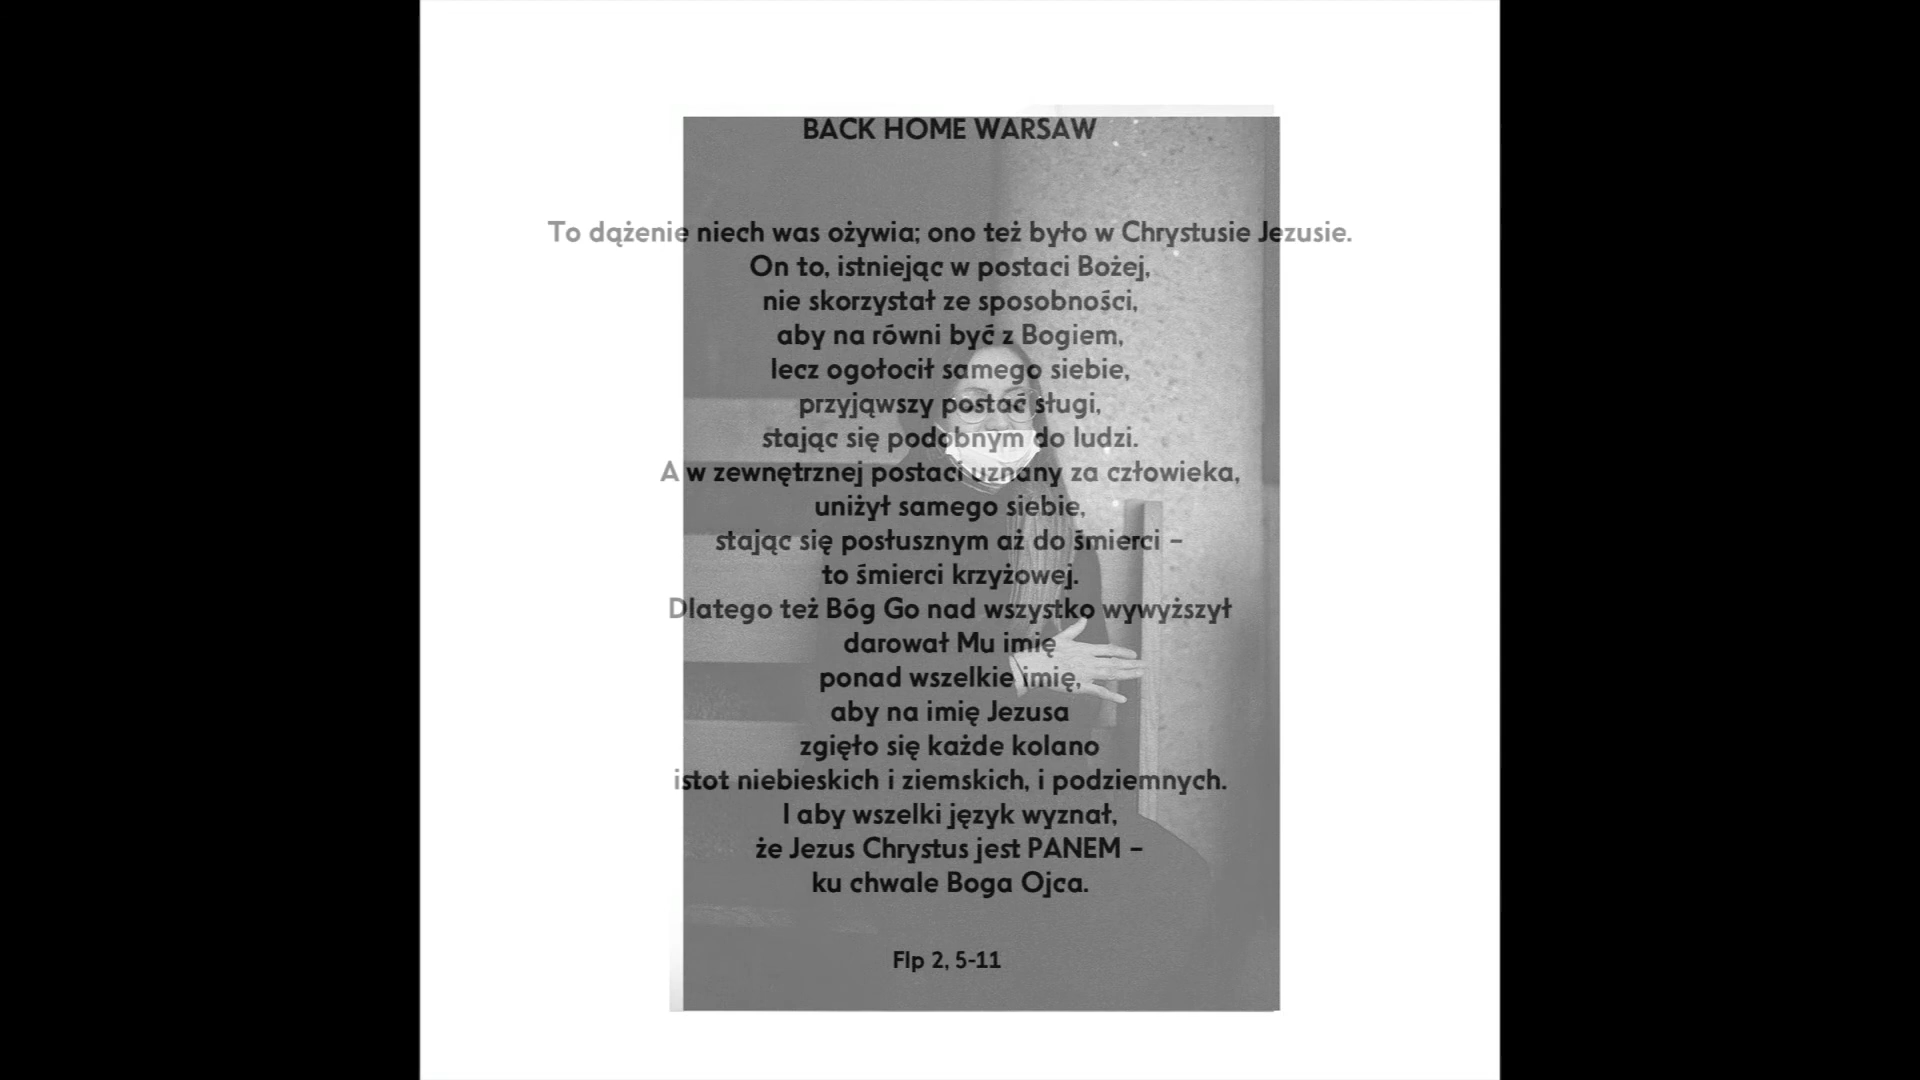 BACK HOME WARSAW
To dążenie niech was ożywia; ono też było w Chrystusie Jezusie.
On to, istniejąc w postaci Bożej,
nie skorzystał ze sposobności,
aby na równi być z Bogiem,
lecz ogołocił samego siebie,
przyjąwszy postać sługi,
stając się podobnym do ludzi.
A w zewnętrznej postaci uznany za człowieka,
uniżył samego siebie,
stając się posłusznym aż do śmierci –
to śmierci krzyżowej.
Dlatego też Bóg Go nad wszystko wywyższył
darował Mu imię
ponad wszelkie imię,
aby na imię Jezusa
zgięło się każde kolano
istot niebieskich i ziemskich, i podziemnych.
I aby wszelki język wyznał,
że Jezus Chrystus jest PANEM –
ku chwale Boga Ojca.
Flp 2, 5-11